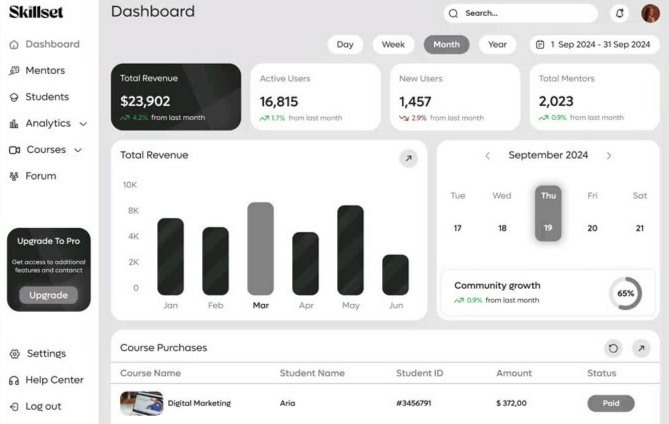 Skillset
Dashboard
Mentors
Students
Analytics
Courses
Forum
Upgrade To Pro
Get access to additional
features and contanct
Upgrade
Settings
Help Center
Log out
Dashboard
Search...
Day Week Month Year 1 Sep 2024 - 31 Sep 2024
Total Revenue
$23,902
4.2% from last month
Active Users
16,815
1.7% from last month
New Users
1,457
2.9% from last month
Total Mentors
2,023
0.9% from last month
Total Revenue
10K
8K
4K
2K
0
Jan Feb Mar Apr May Jun
September 2024
Tue Wed Thu Fri Sat
17 18 19 20 21
Community growth
0.9% from last month
65%
Course Purchases
Course Name Student Name Student ID Amount Status
Digital Marketing Aria #3456791 $ 372,00 Paid